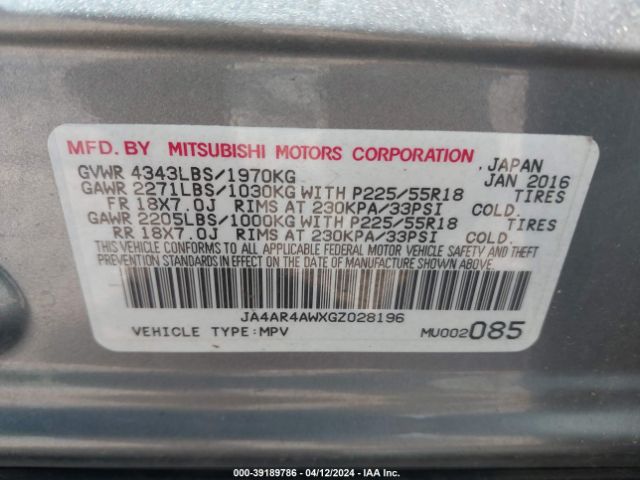 MFD. BY MITSUBISHI MOTORS CORPORATION
GVWR 4343LBS/1970KG JAPAN
GAWR 2271LBS/1030KG WITH P225/55R18 JAN 2016
FR 18X7.0J RIMS AT 230KPA/33PSI COLD. TIRES
GAWR 2205LBS/1000KG WITH P225/55R18 TIRES
RR 18X7.0J RIMS AT 230KPA/33PSI COLD.
THIS VEHICLE CONFORMS TO ALL APPLICABLE FEDERAL MOTOR VEHICLE SAFETY AND THEFT
PREVENTION STANDARDS IN EFFECT ON THE DATE OF MANUFACTURE SHOWN ABOVE.
JA4AR4AWXGZ028196
VEHICLE TYPE:MPV MU002085
000-39189786 - 04/12/2024 - IAA Inc.